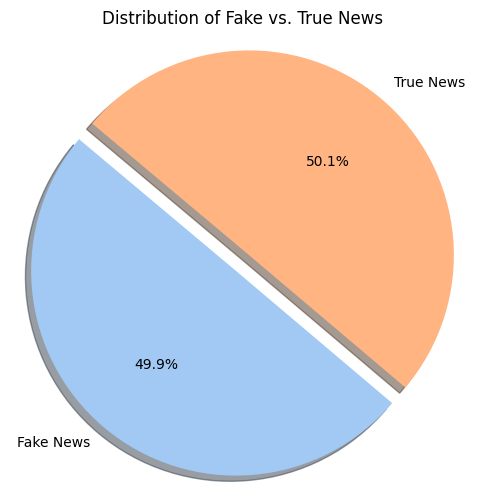 Distribution of Fake vs. True News
True News
50.1%
49.9%
Fake News